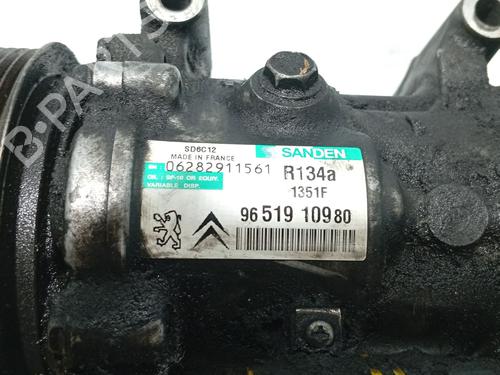 SD6C12
MADE IN FRANCE
SANDEN
06282911561
R134a
OIL : SP-10 OR EQUIV.
VARIABLE DISP.
1351F
96 519 109 80
B-PARTS